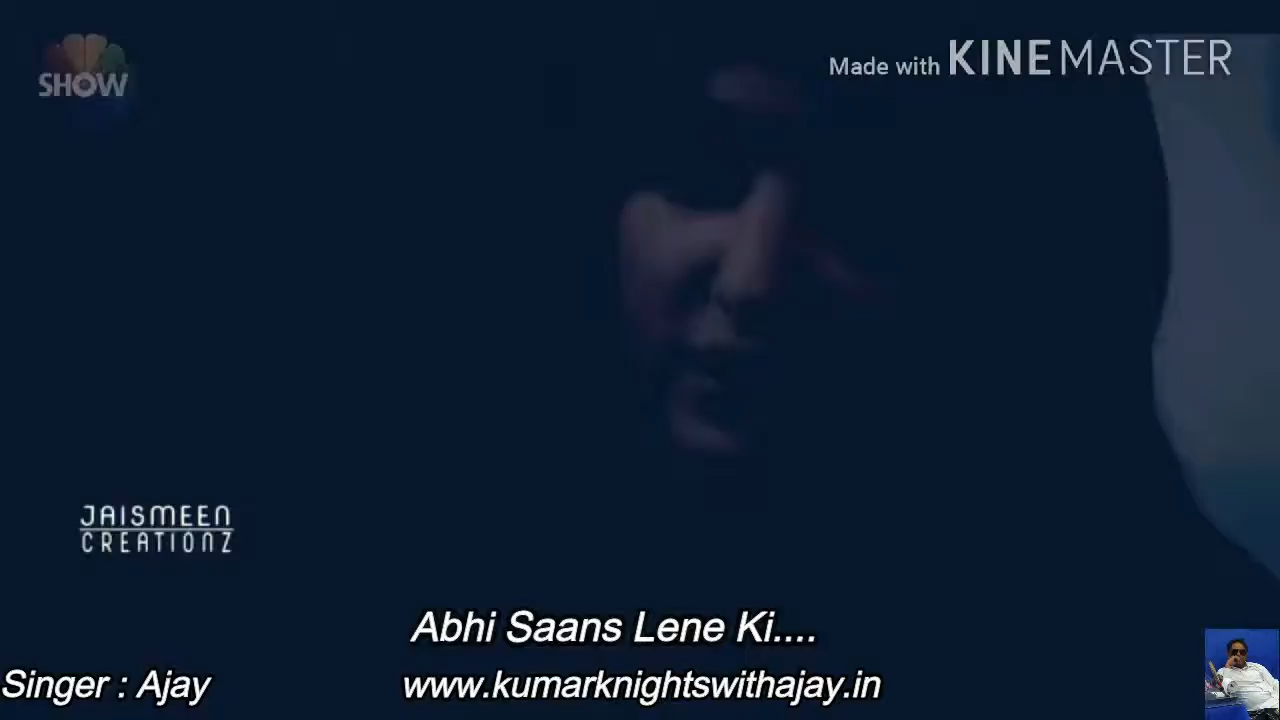 SHOW
Made with KINEMASTER
JAISMEEN
CREATIONZ
Abhi Saans Lene Ki....
Singer : Ajay
www.kumarknightswithajay.in